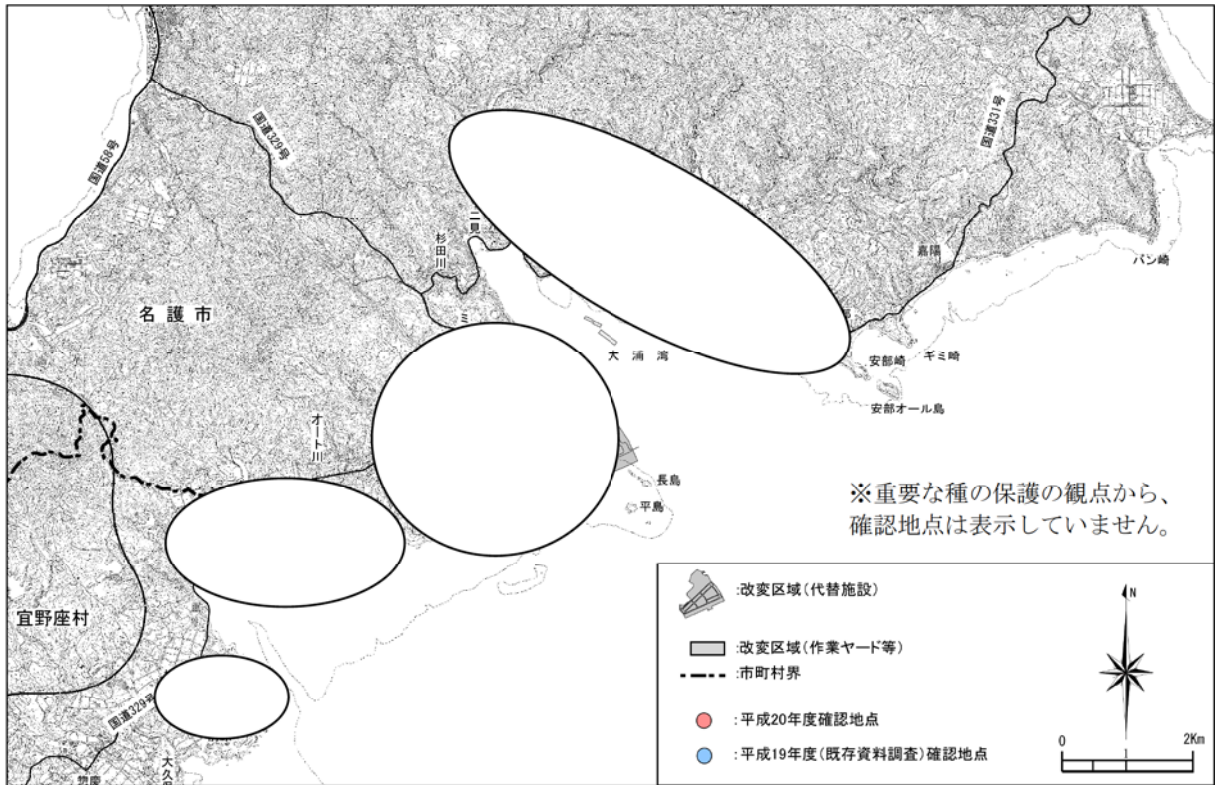 国道58号
国道329号
国道331号
二見
杉田川
嘉陽
バン崎
名護市
大浦湾
安部崎
ギミ崎
安部オール島
オート川
長島
平島
※重要な種の保護の観点から、
確認地点は表示していません。
宜野座村
国道329号
:改変区域(代替施設)
:改変区域(作業ヤード等)
:市町村界
:平成20年度確認地点
:平成19年度(既存資料調査)確認地点
N
0 2Km
惣慶
大久